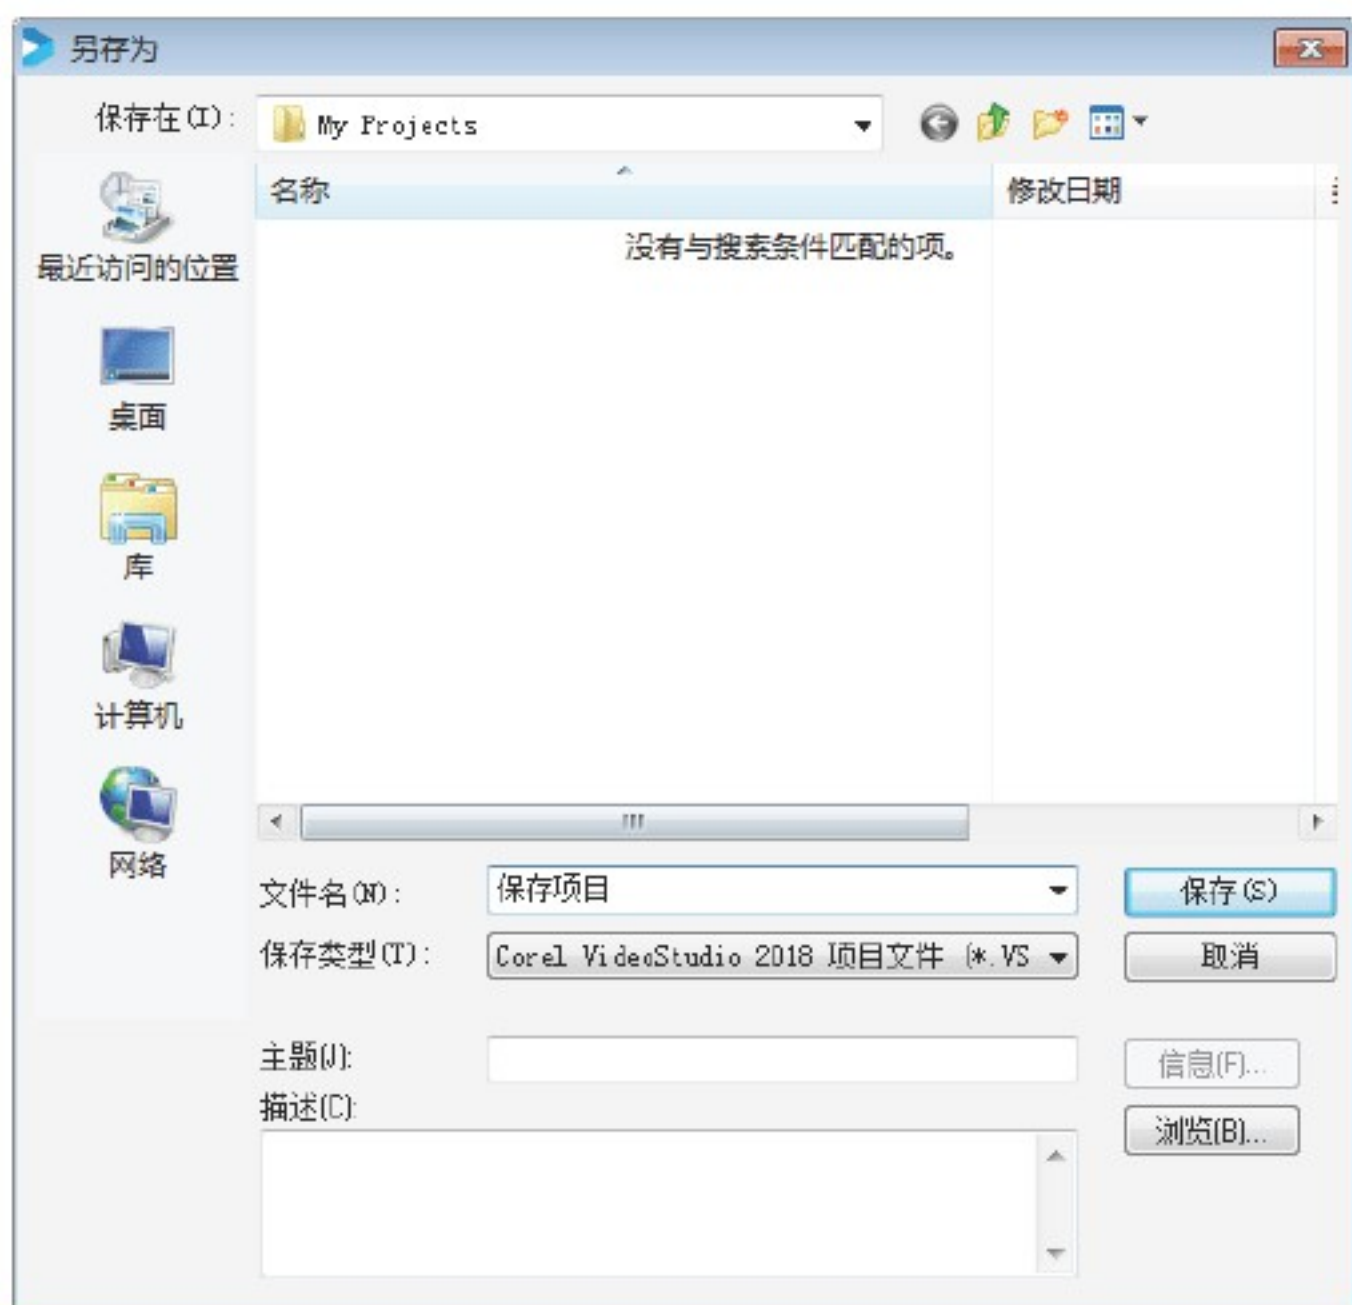 另存为
保存在(I):
My Projects
名称
修改日期
没有与搜索条件匹配的项。
最近访问的位置
桌面
库
计算机
网络
文件名(N):
保存项目
保存(S)
保存类型(T):
Corel VideoStudio 2018 项目文件 (*.VS
取消
主题(J):
信息(F)...
描述(C):
浏览(B)...